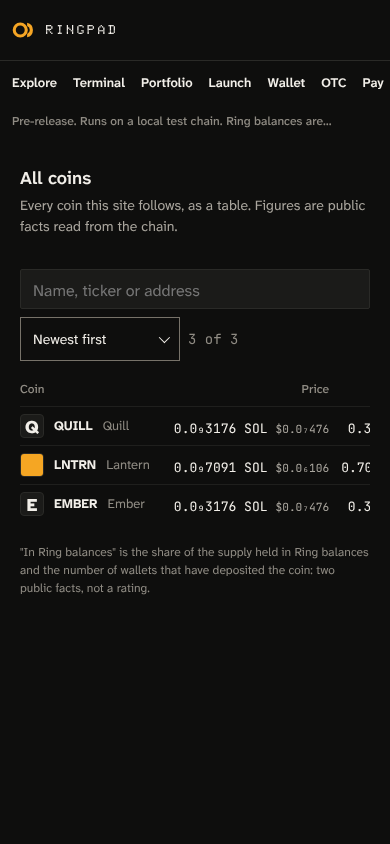 RINGPAD
Explore Terminal Portfolio Launch Wallet OTC Pay
Pre-release. Runs on a local test chain. Ring balances are...
All coins
Every coin this site follows, as a table. Figures are public
facts read from the chain.
Name, ticker or address
Newest first 3 of 3
Coin Price
Q QUILL Quill 0.0₉3176 SOL $0.0₇476 0.3
LNTRN Lantern 0.0₉7091 SOL $0.0₆106 0.70
E EMBER Ember 0.0₉3176 SOL $0.0₇476 0.3
"In Ring balances" is the share of the supply held in Ring balances
and the number of wallets that have deposited the coin: two
public facts, not a rating.